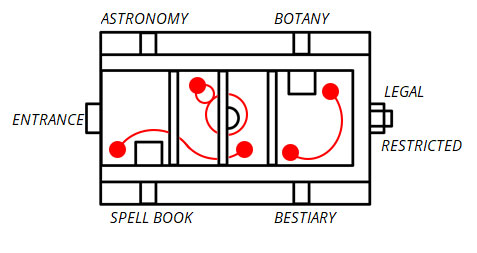 ASTRONOMY
BOTANY
LEGAL
ENTRANCE
RESTRICTED
SPELL BOOK
BESTIARY